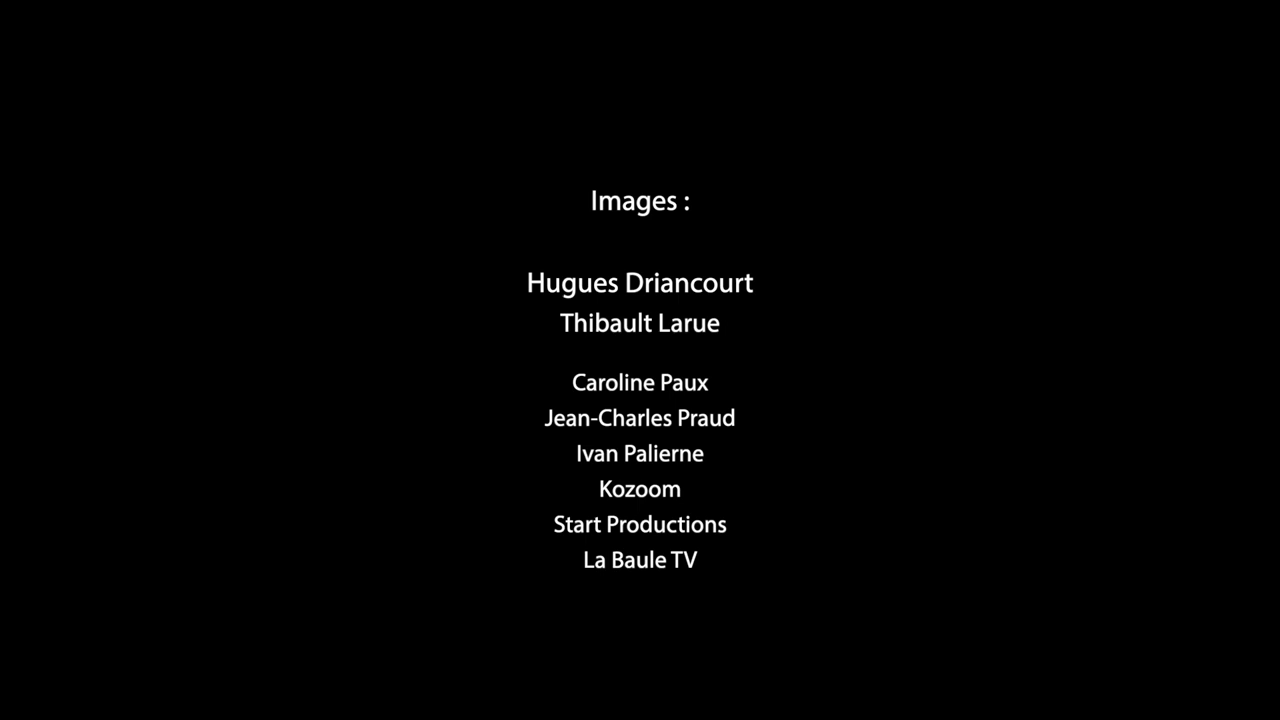 Images :
Hugues Driancourt
Thibault Larue
Caroline Paux
Jean-Charles Praud
Ivan Palierne
Kozoom
Start Productions
La Baule TV